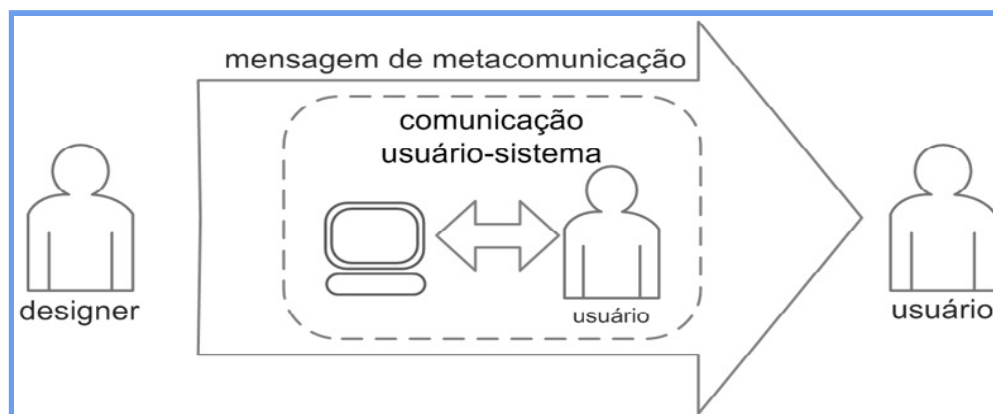 mensagem de metacomunicação
comunicação
usuário-sistema
usuário
designer
usuário